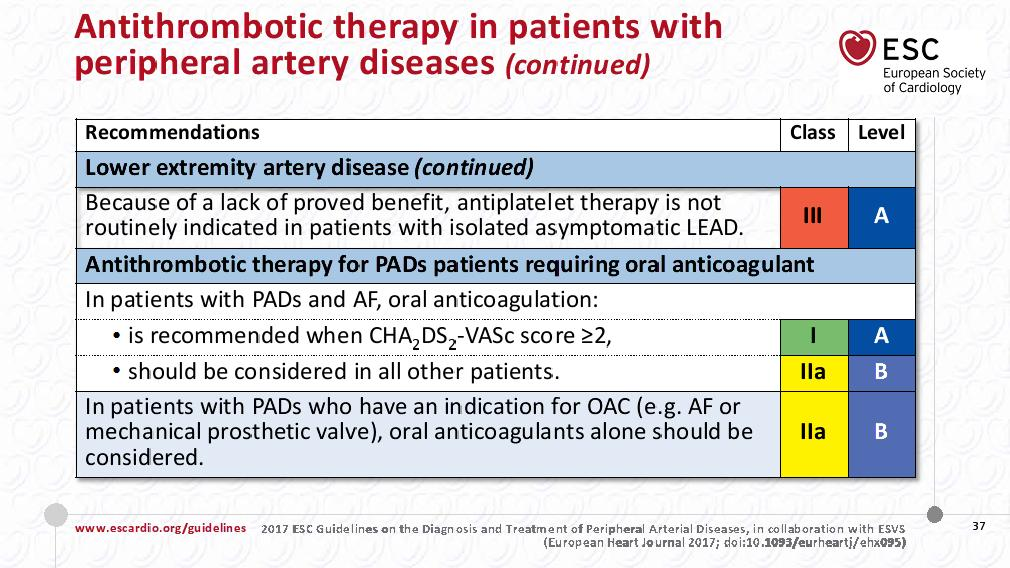 Antithrombotic therapy in patients with
peripheral artery diseases (continued)
ESC
European Society
of Cardiology
Recommendations Class Level
Lower extremity artery disease (continued)
Because of a lack of proved benefit, antiplatelet therapy is not
routinely indicated in patients with isolated asymptomatic LEAD.
III A
Antithrombotic therapy for PADs patients requiring oral anticoagulant
In patients with PADs and AF, oral anticoagulation:
• is recommended when CHA₂DS₂-VASc score ≥2, I A
• should be considered in all other patients. IIa B
In patients with PADs who have an indication for OAC (e.g. AF or
mechanical prosthetic valve), oral anticoagulants alone should be
considered.
IIa B
www.escardio.org/guidelines 2017 ESC Guidelines on the Diagnosis and Treatment of Peripheral Arterial Diseases, in collaboration with ESVS
(European Heart Journal 2017; doi:10.1093/eurheartj/ehx095)
37